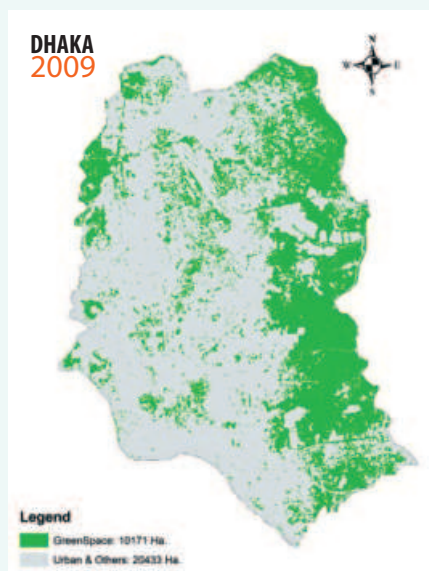 DHAKA
2009
N
W E
S
Legend
GreenSpace: 10171 Ha.
Urban & Others: 20433 Ha.